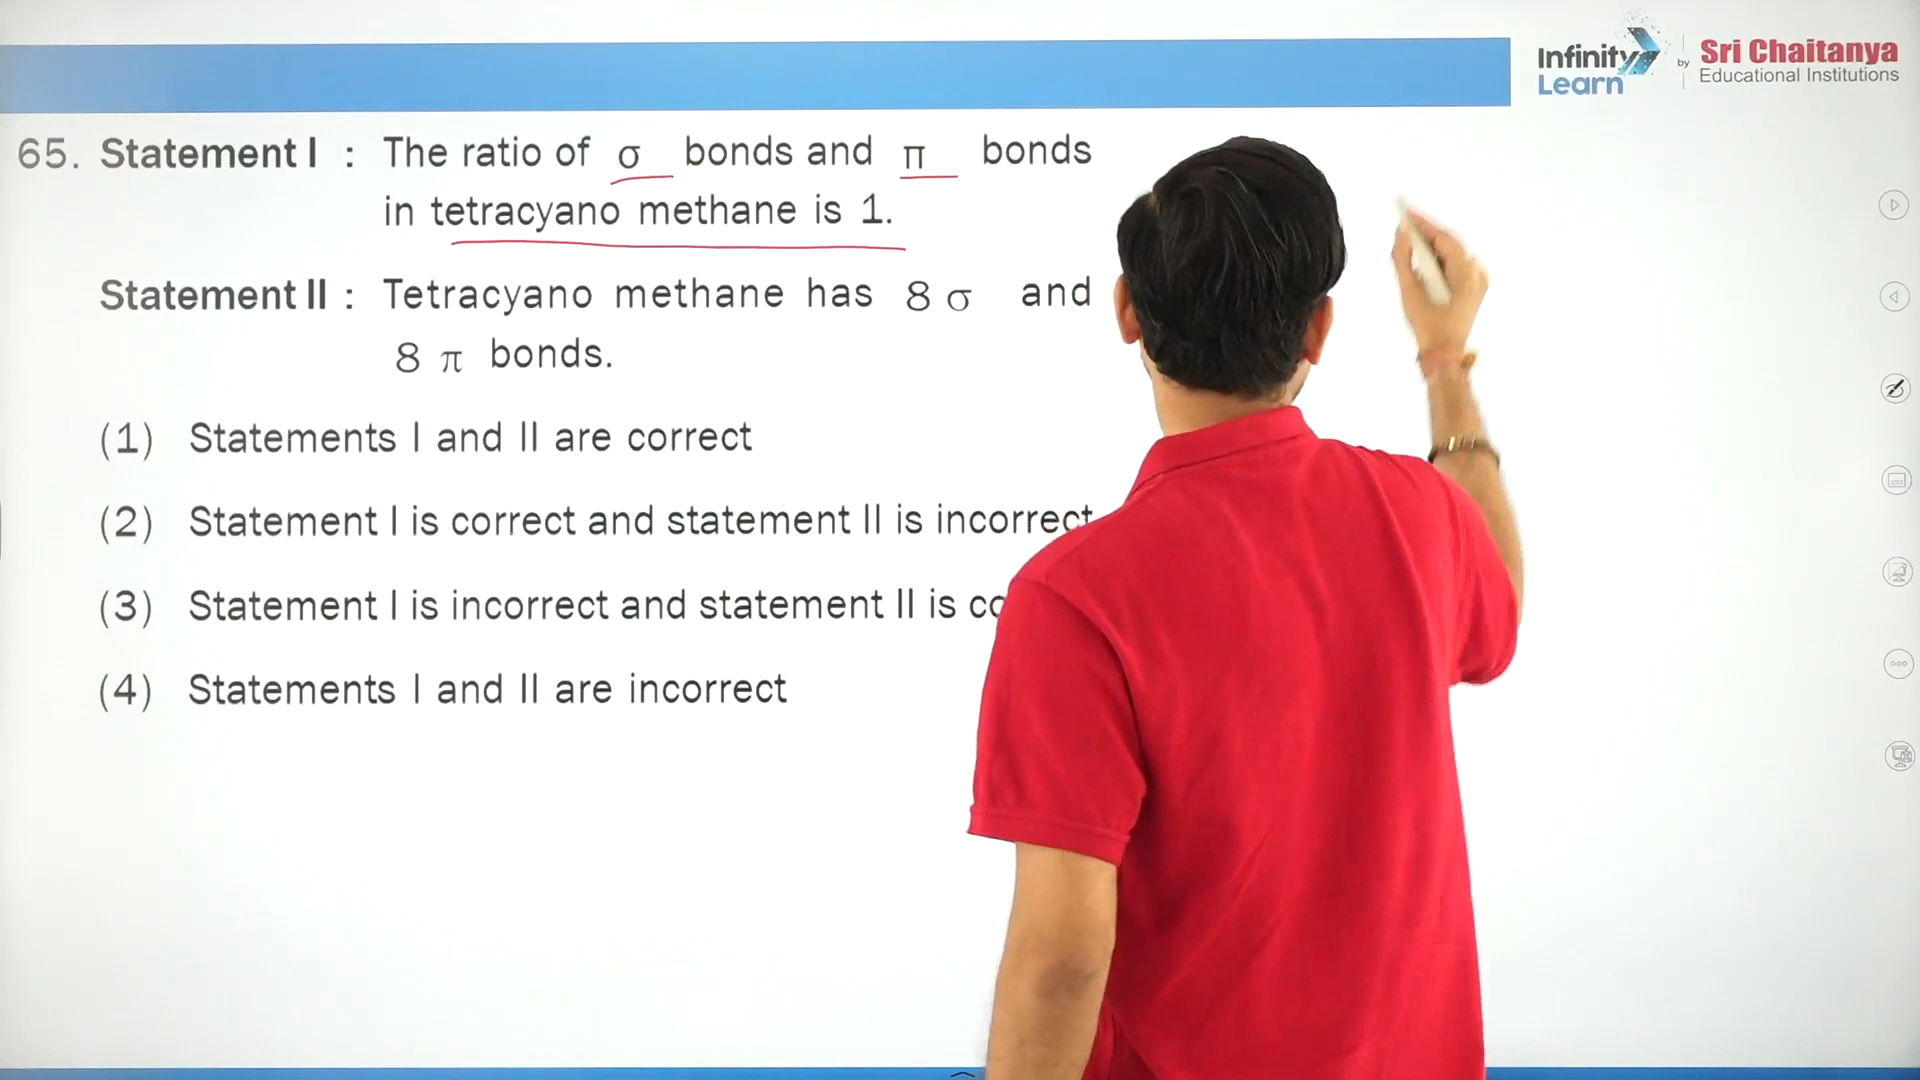 Infinity Learn by Sri Chaitanya Educational Institutions
65. Statement I : The ratio of σ bonds and π bonds
in tetracyano methane is 1.
Statement II : Tetracyano methane has 8 σ and
8 π bonds.
(1) Statements I and II are correct
(2) Statement I is correct and statement II is incorrect
(3) Statement I is incorrect and statement II is
(4) Statements I and II are incorrect